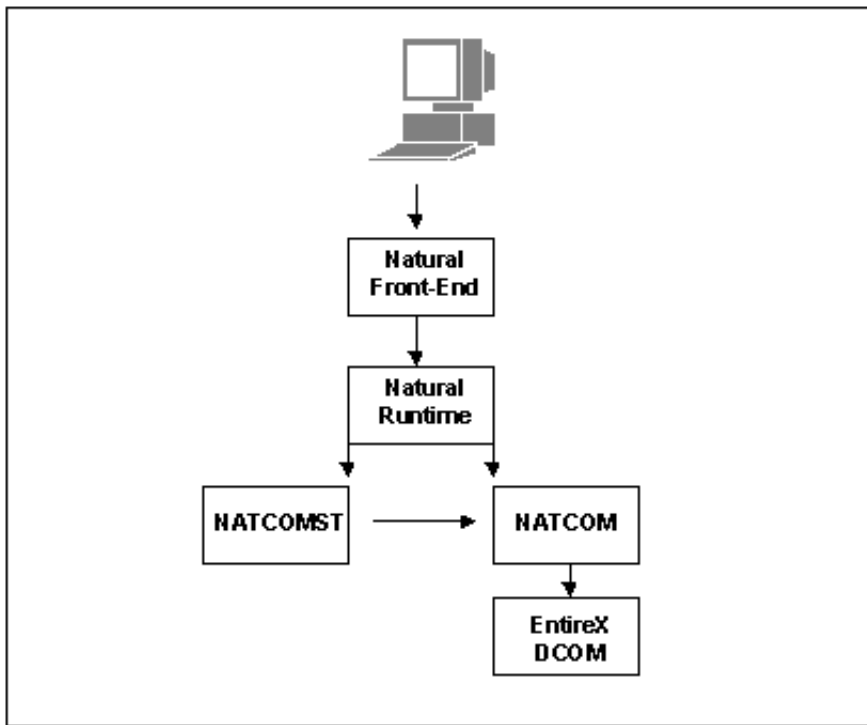 Natural
Front-End
Natural
Runtime
NATCOMST
NATCOM
EntireX
DCOM